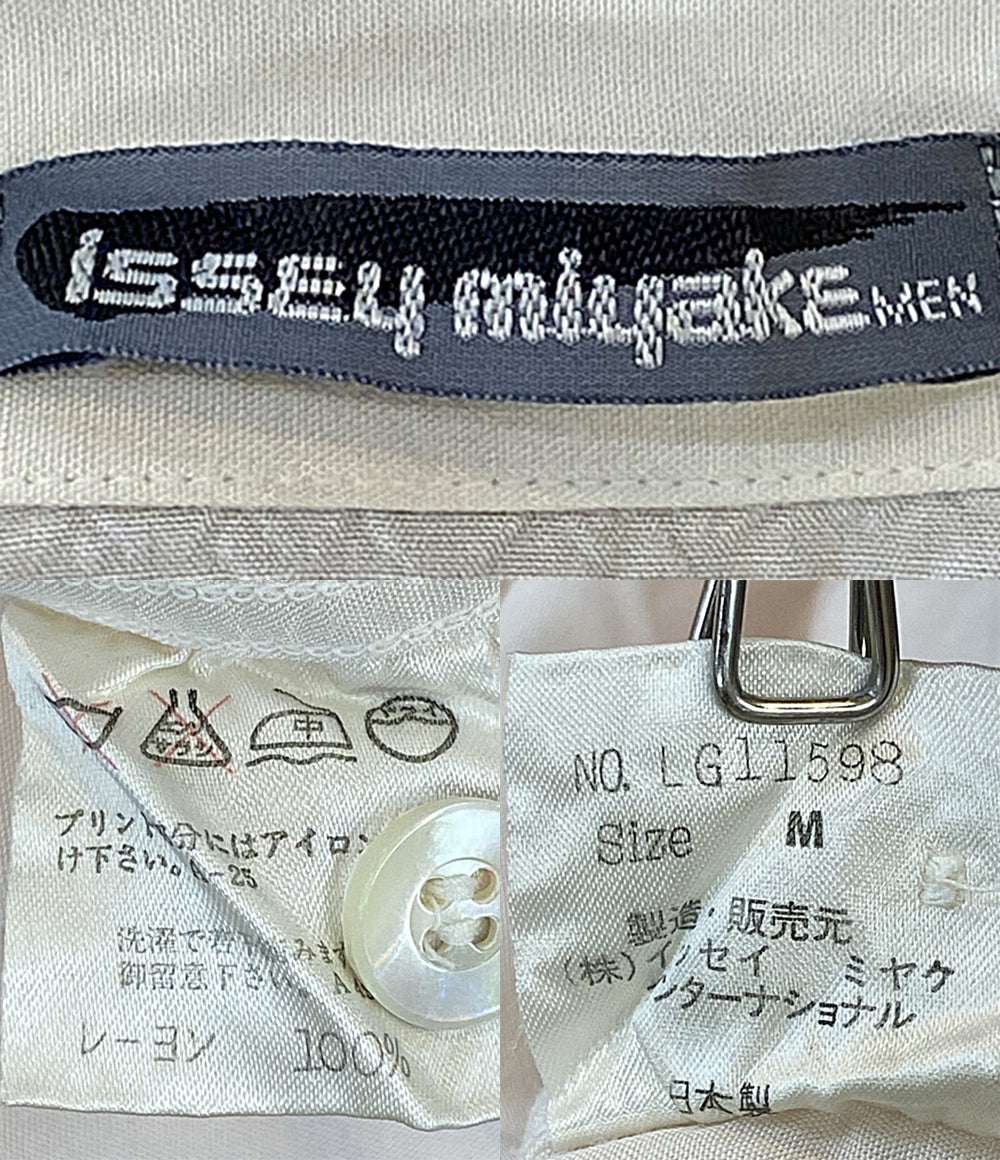 issey miyake MEN
中
プリント部分にはアイロン
け下さい。A-25
洗濯で
御留意下さい
レーヨン 100%
NO. LG11598
Size M
製造・販売元
(株)イッセイ ミヤケ
インターナショナル
日本製